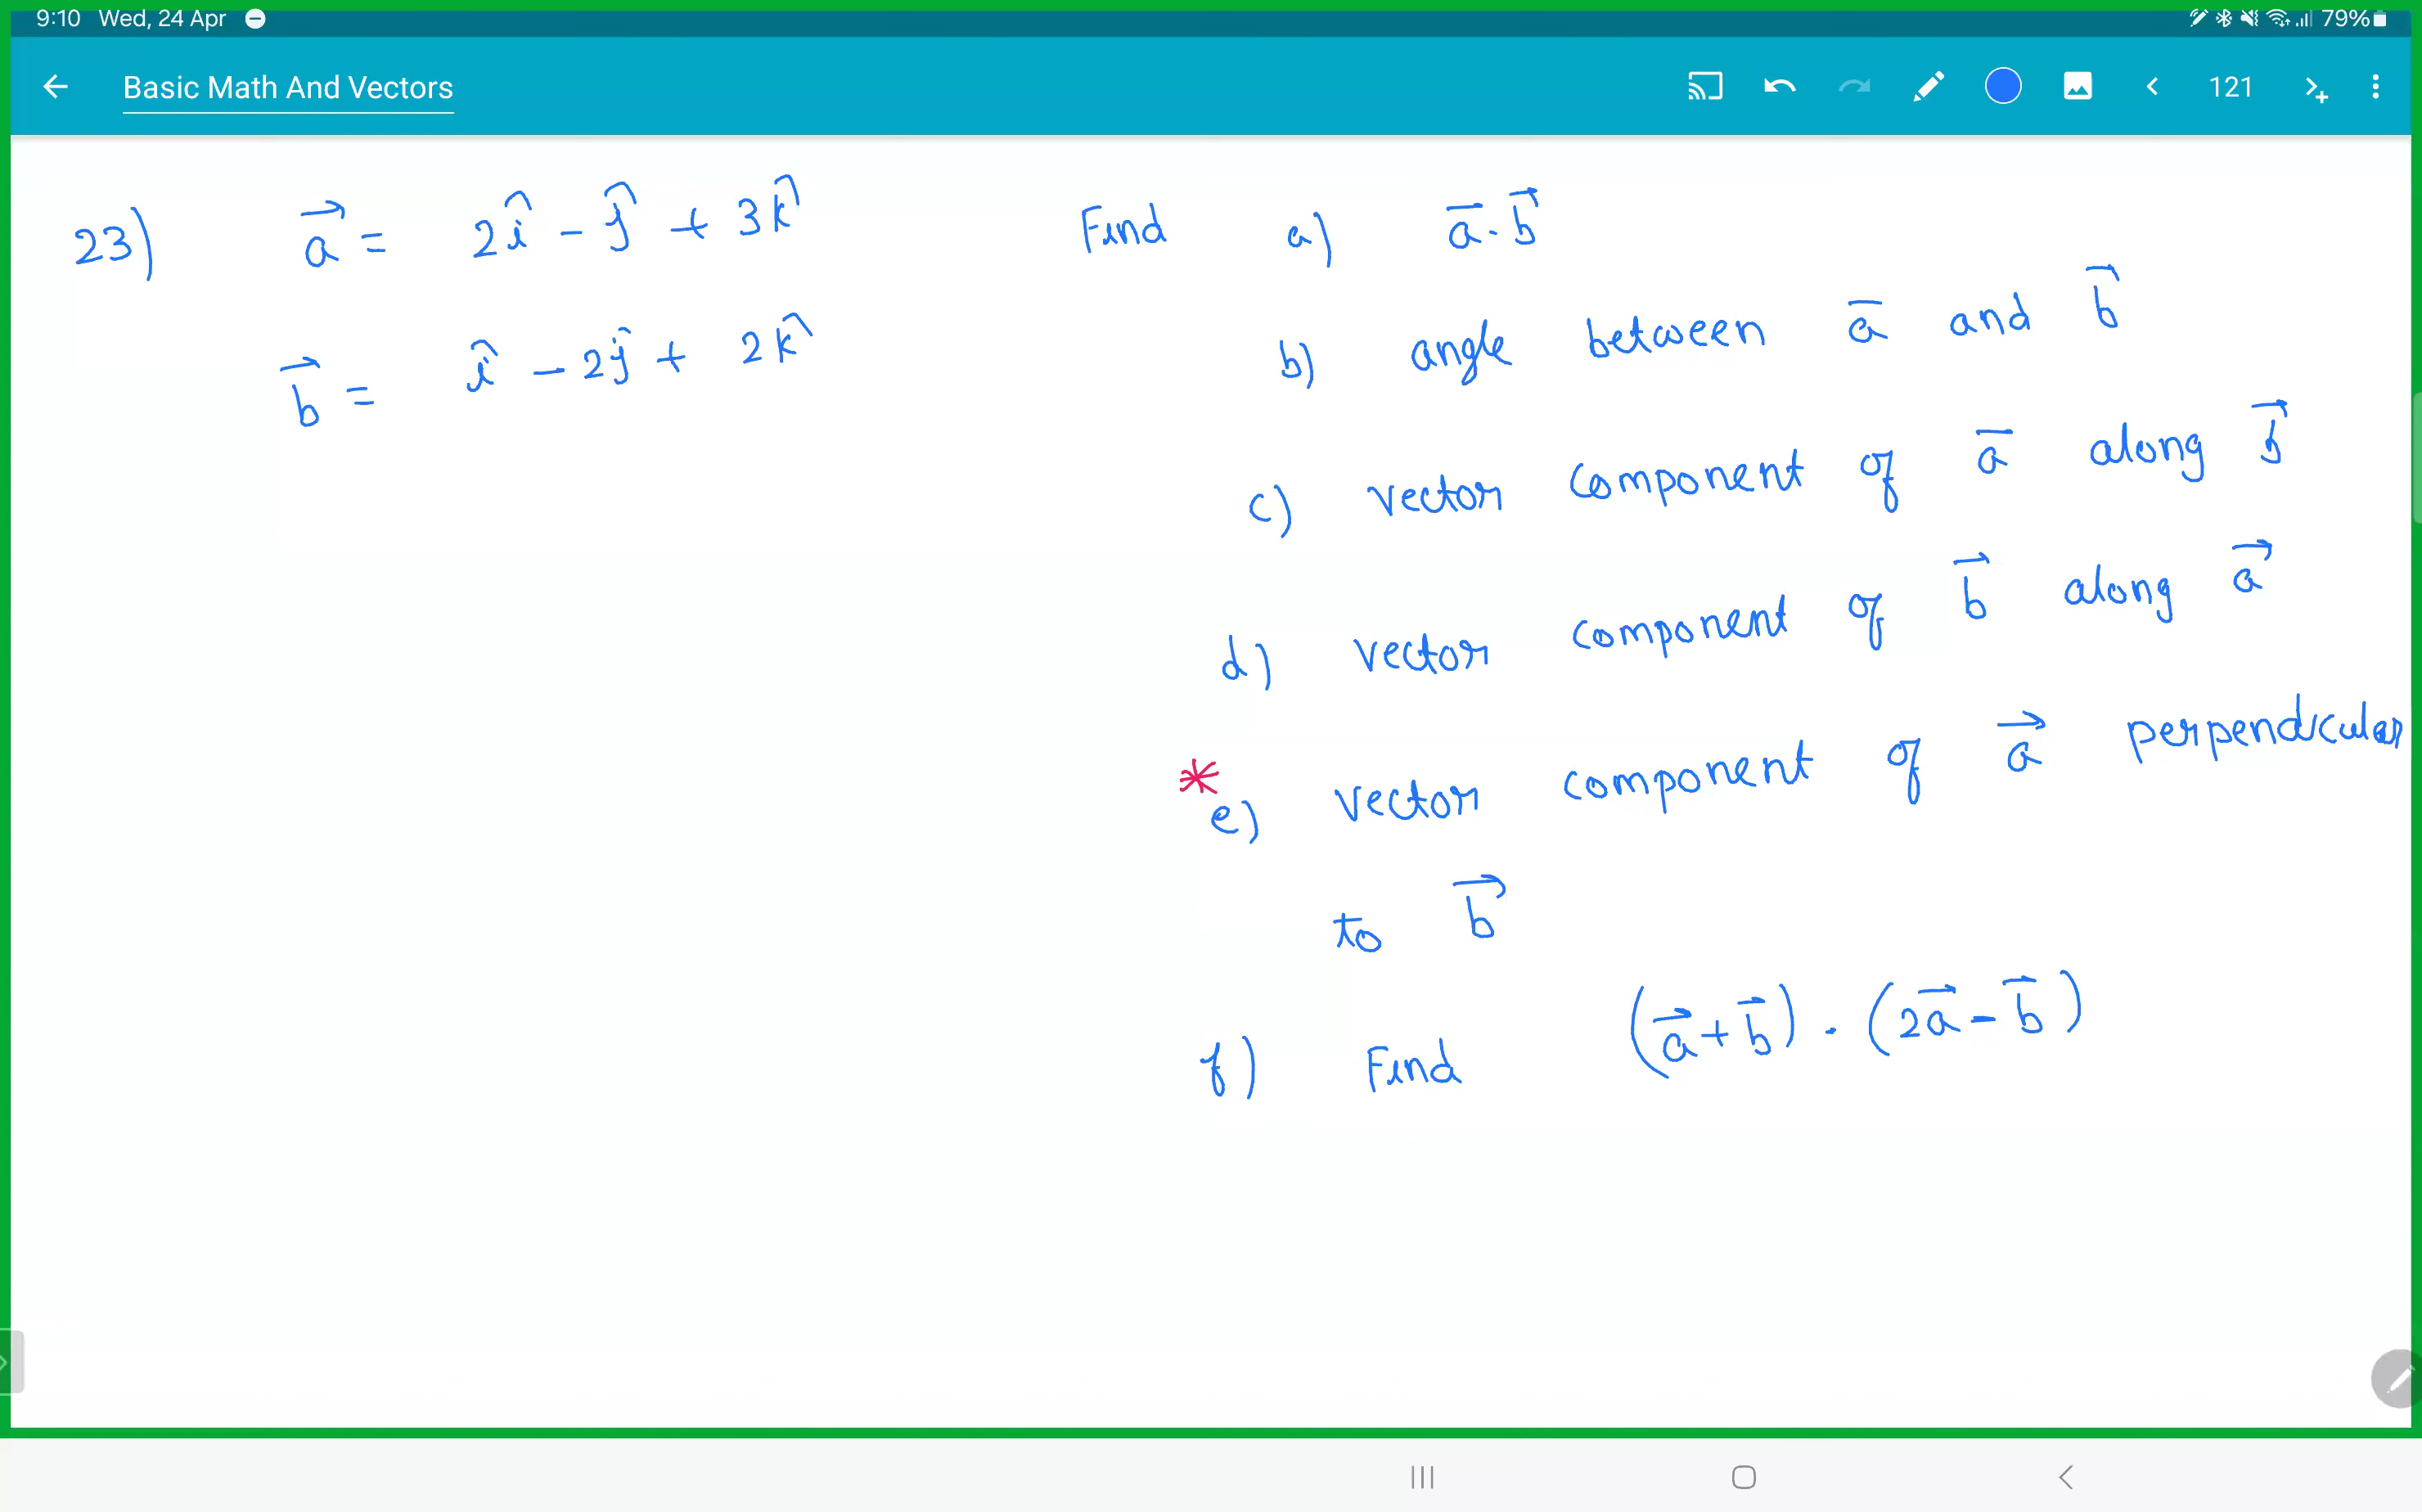 9:10 Wed, 24 Apr 79%
Basic Math And Vectors 121
23) a⃗ = 2î - ĵ + 3k̂ Find a) a⃗ . b⃗
b⃗ = î - 2ĵ + 2k̂ b) angle between a⃗ and b⃗
c) vector component of a⃗ along b⃗
d) vector component of b⃗ along a⃗
* e) vector component of a⃗ perpendicular
to b⃗
f) Find (a⃗ + b⃗) . (2a⃗ - b⃗)